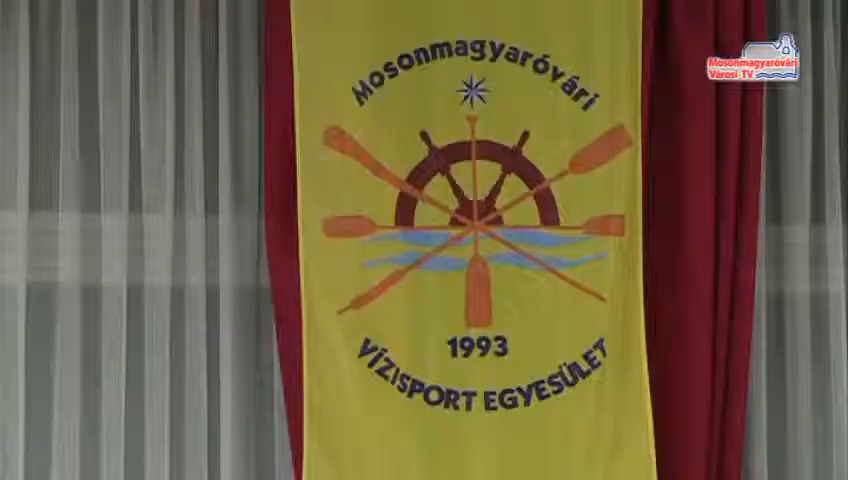 Mosonmagyaróvári
1993
VÍZISPORT EGYESÜLET
Mosonmagyaróvári
Városi TV